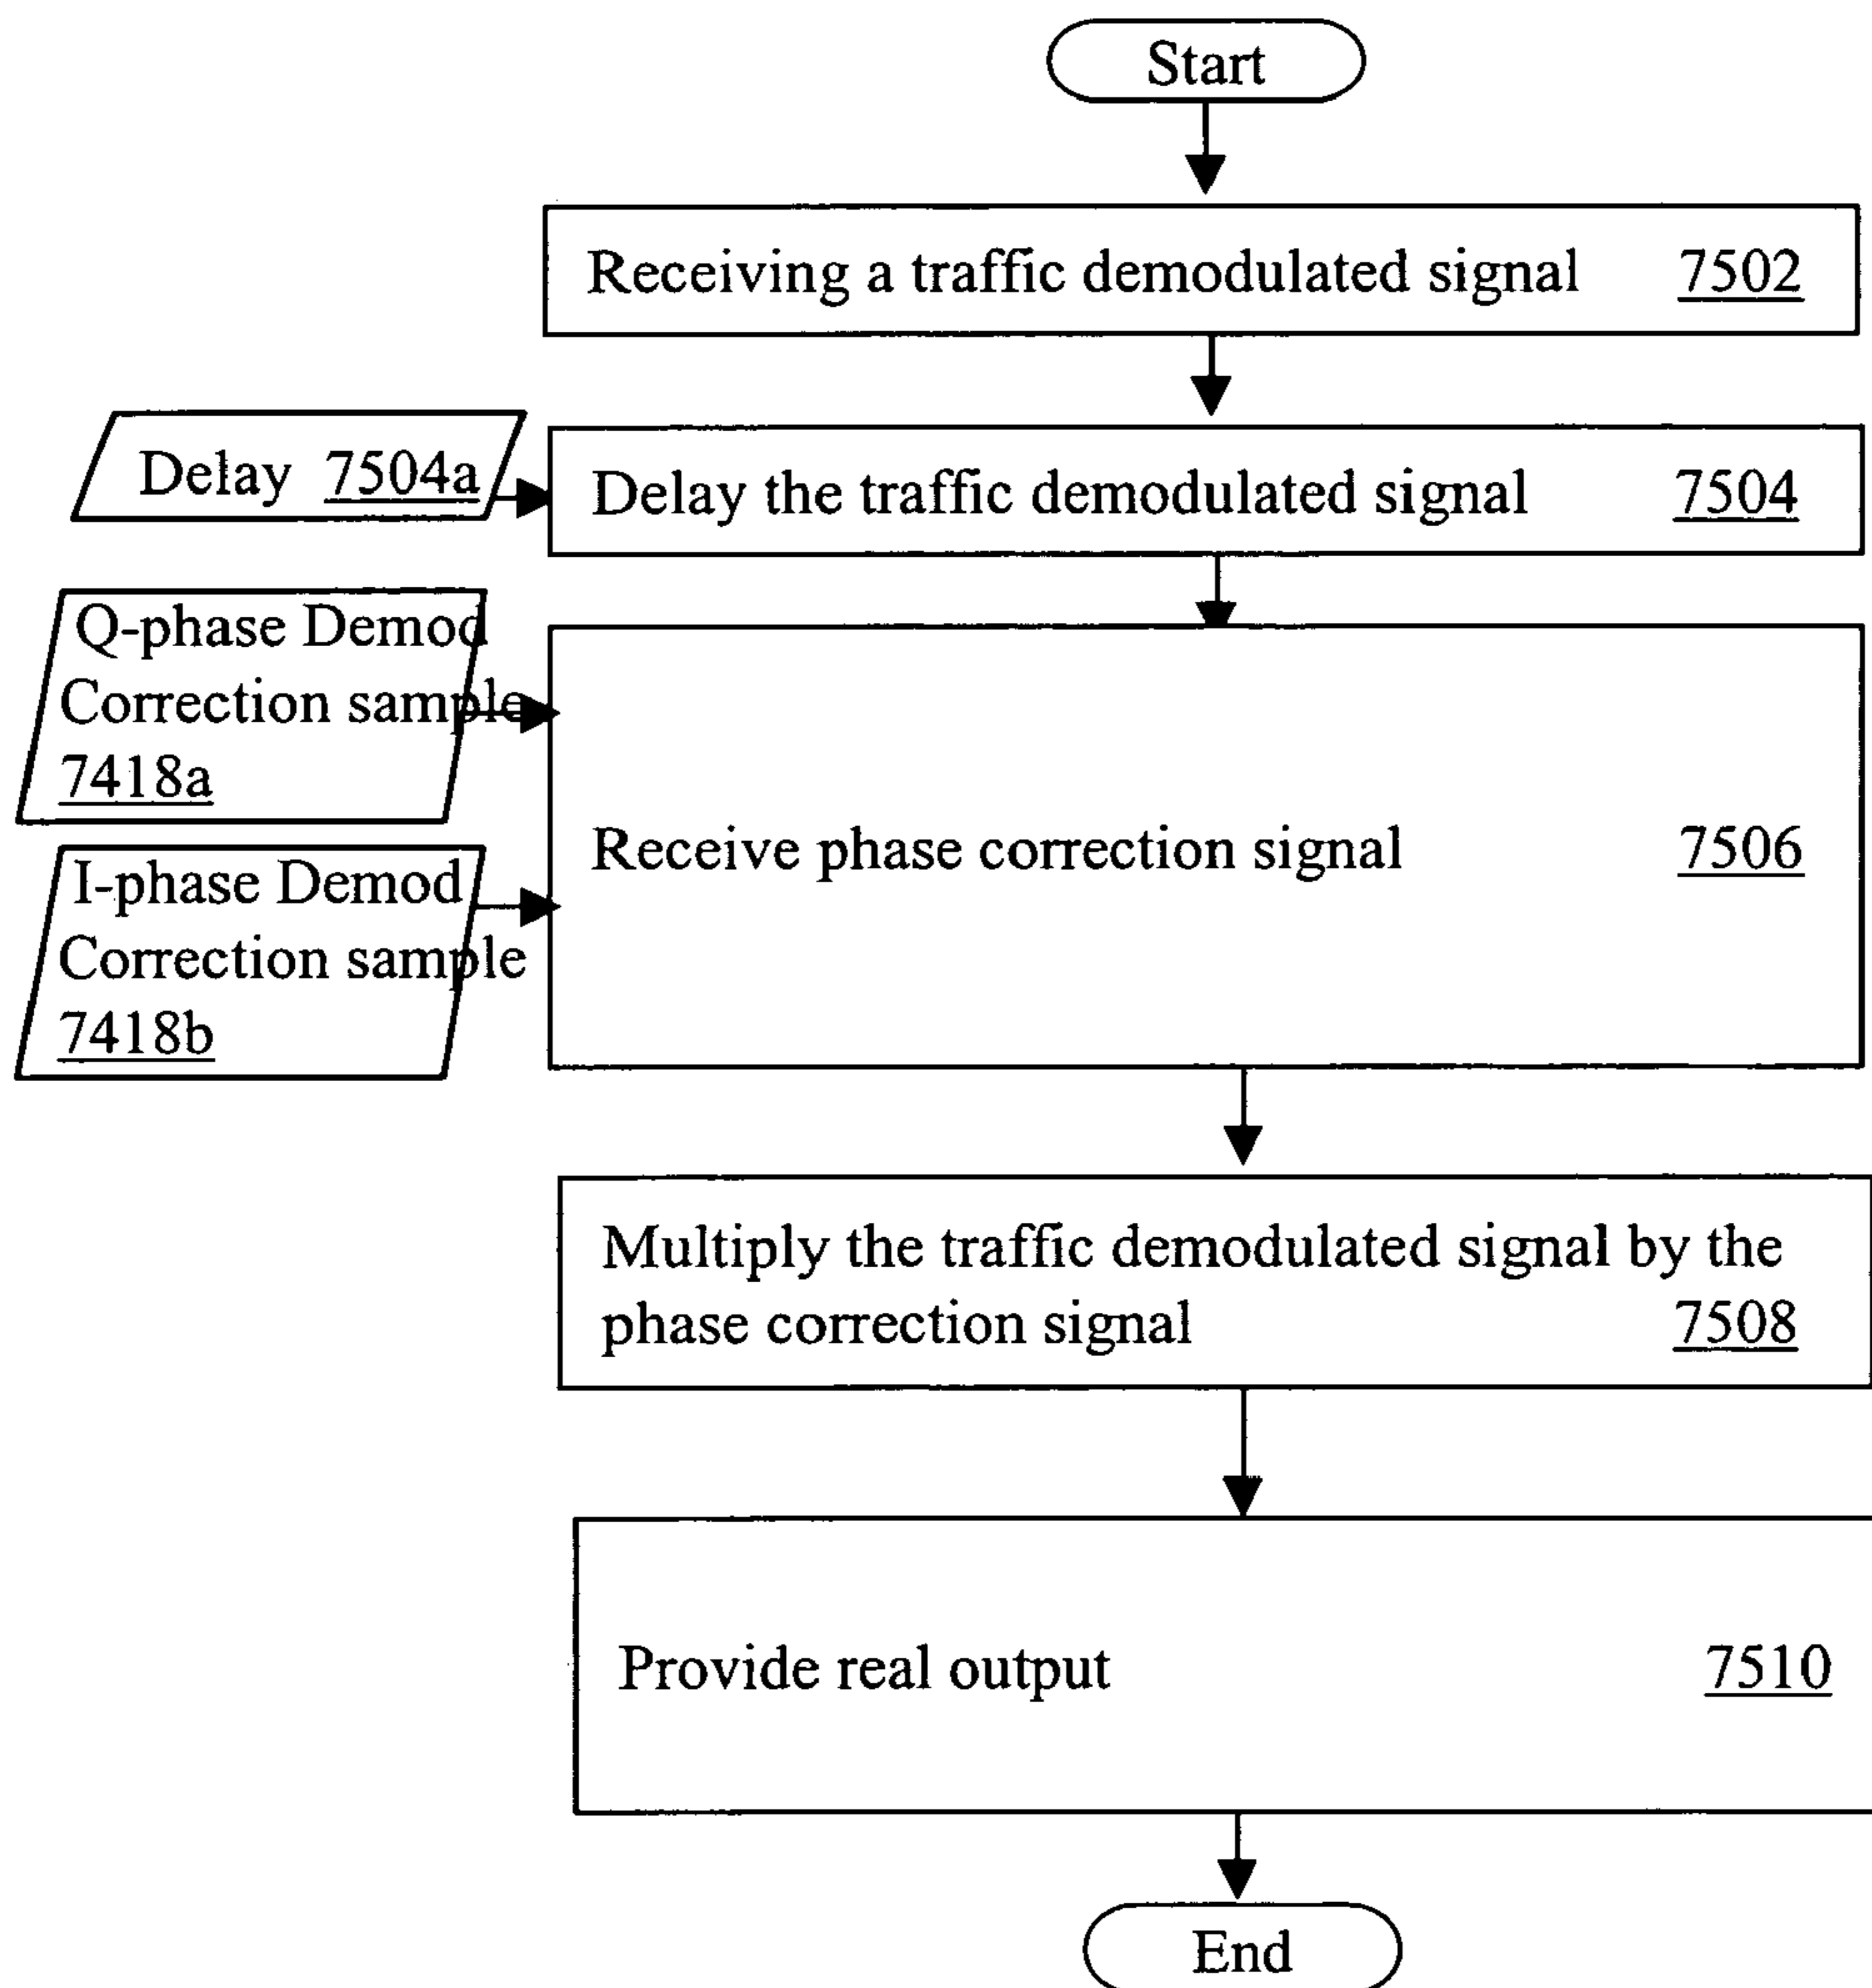 Start
Receiving a traffic demodulated signal 7502
Delay 7504a
Delay the traffic demodulated signal 7504
Q-phase Demod
Correction sample
7418a
I-phase Demod
Correction sample
7418b
Receive phase correction signal 7506
Multiply the traffic demodulated signal by the
phase correction signal 7508
Provide real output 7510
End